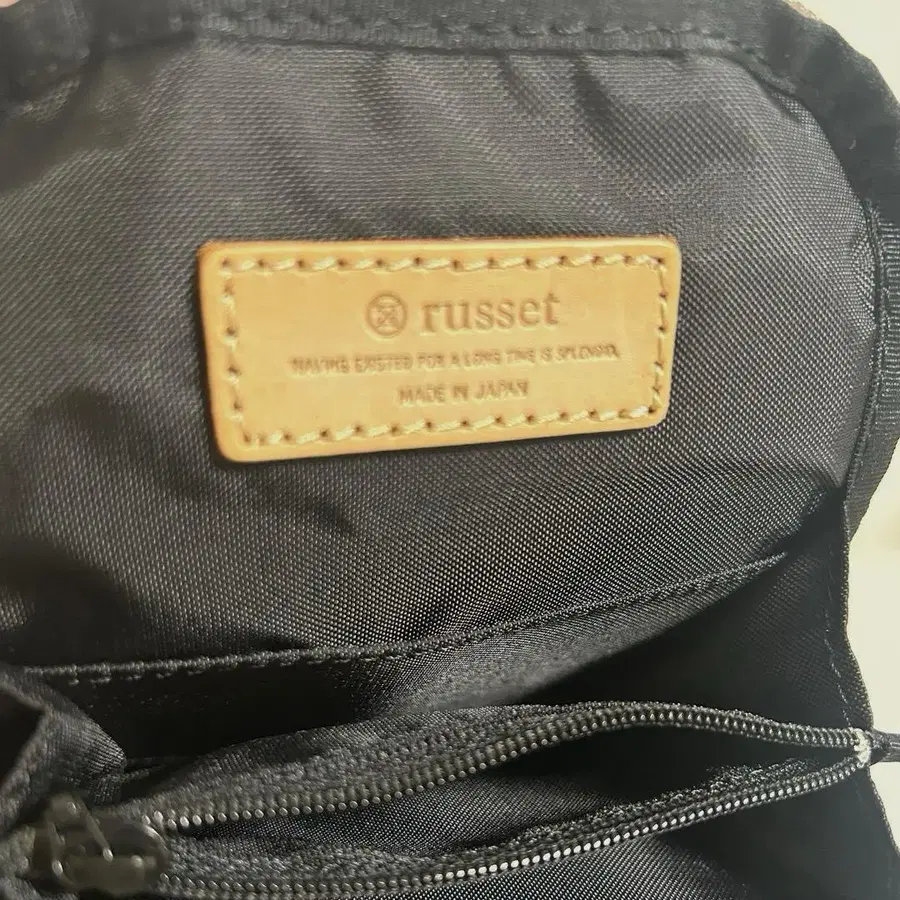 russet
HAVING EXISTED FOR A LONG TIME IS SPLENDID.
MADE IN JAPAN